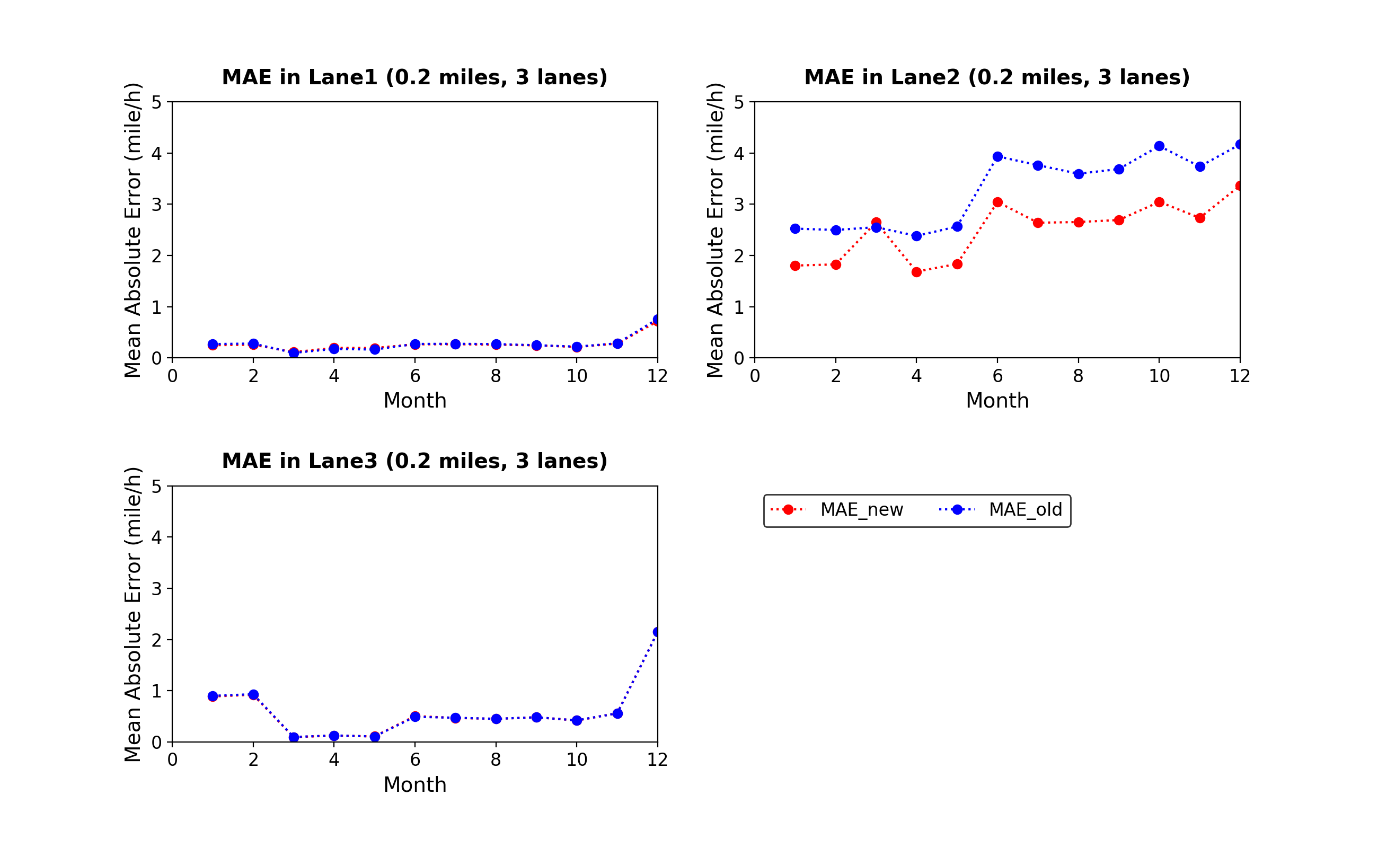 MAE in Lane1 (0.2 miles, 3 lanes)
Mean Absolute Error (mile/h)
5
4
3
2
1
0
0 2 4 6 8 10 12
Month
MAE in Lane2 (0.2 miles, 3 lanes)
Mean Absolute Error (mile/h)
5
4
3
2
1
0
0 2 4 6 8 10 12
Month
MAE in Lane3 (0.2 miles, 3 lanes)
Mean Absolute Error (mile/h)
5
4
3
2
1
0
0 2 4 6 8 10 12
Month
MAE_new MAE_old